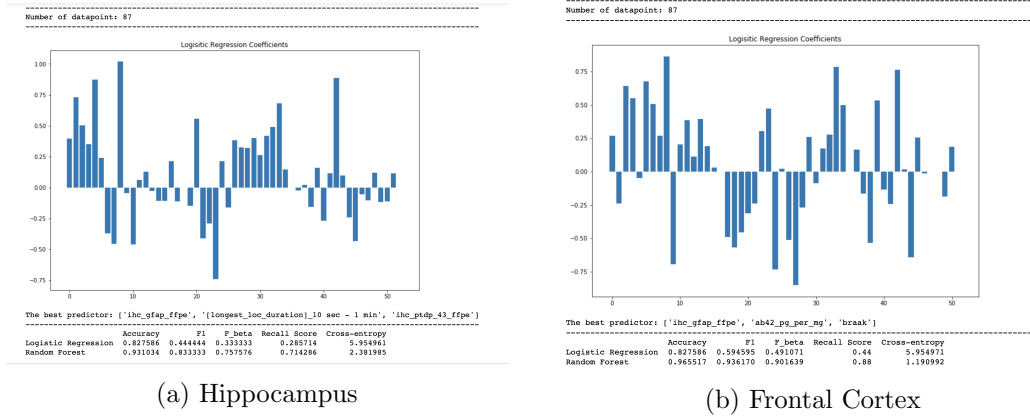 Number of datapoint: 87
Logisitic Regression Coefficients
1.00
0.75
0.50
0.25
0.00
−0.25
−0.50
−0.75
0 10 20 30 40 50
The best predictor: ['ihc_gfap_ffpe', '[longest_loc_duration]_10 sec - 1 min', 'ihc_ptdp_43_ffpe']
Accuracy F1 F_beta Recall Score Cross-entropy
Logistic Regression 0.827586 0.444444 0.333333 0.285714 5.954961
Random Forest 0.931034 0.833333 0.757576 0.714286 2.381985
(a) Hippocampus
Number of datapoint: 87
Logisitic Regression Coefficients
0.75
0.50
0.25
0.00
−0.25
−0.50
−0.75
0 10 20 30 40 50
The best predictor: ['ihc_gfap_ffpe', 'ab42_pg_per_mg', 'braak']
Accuracy F1 F_beta Recall Score Cross-entropy
Logistic Regression 0.827586 0.594595 0.491071 0.44 5.954971
Random Forest 0.965517 0.936170 0.901639 0.88 1.190992
(b) Frontal Cortex